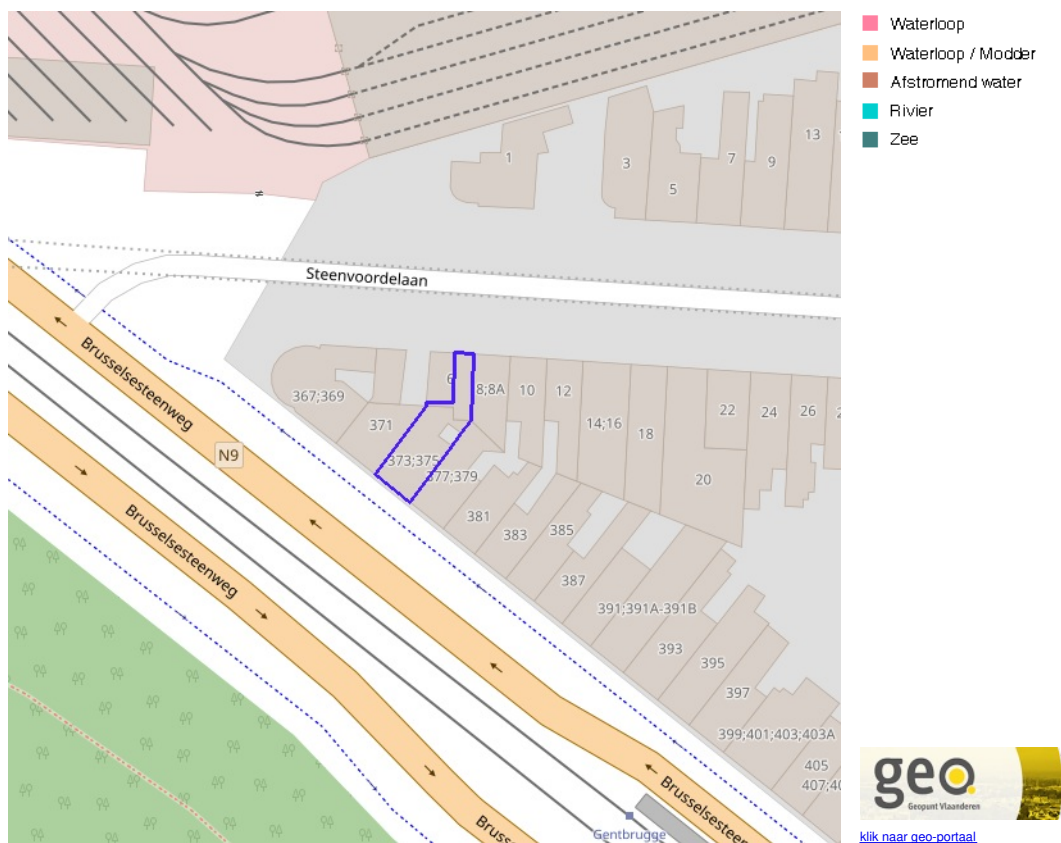 Waterloop
Waterloop / Modder
Afstromend water
Rivier
Zee
1
3
5
7
9
13
Steenvoordelaan
Brusselsesteenweg
N9
Brusselsesteenweg
367;369
371
6
8;8A
10
12
14;16
18
20
22
24
26
373;375
377;379
381
383
385
387
391;391A-391B
393
395
397
399;401;403;403A
405
Gentbrugge
geo
Geopunt Vlaanderen
klik naar geo-portaal